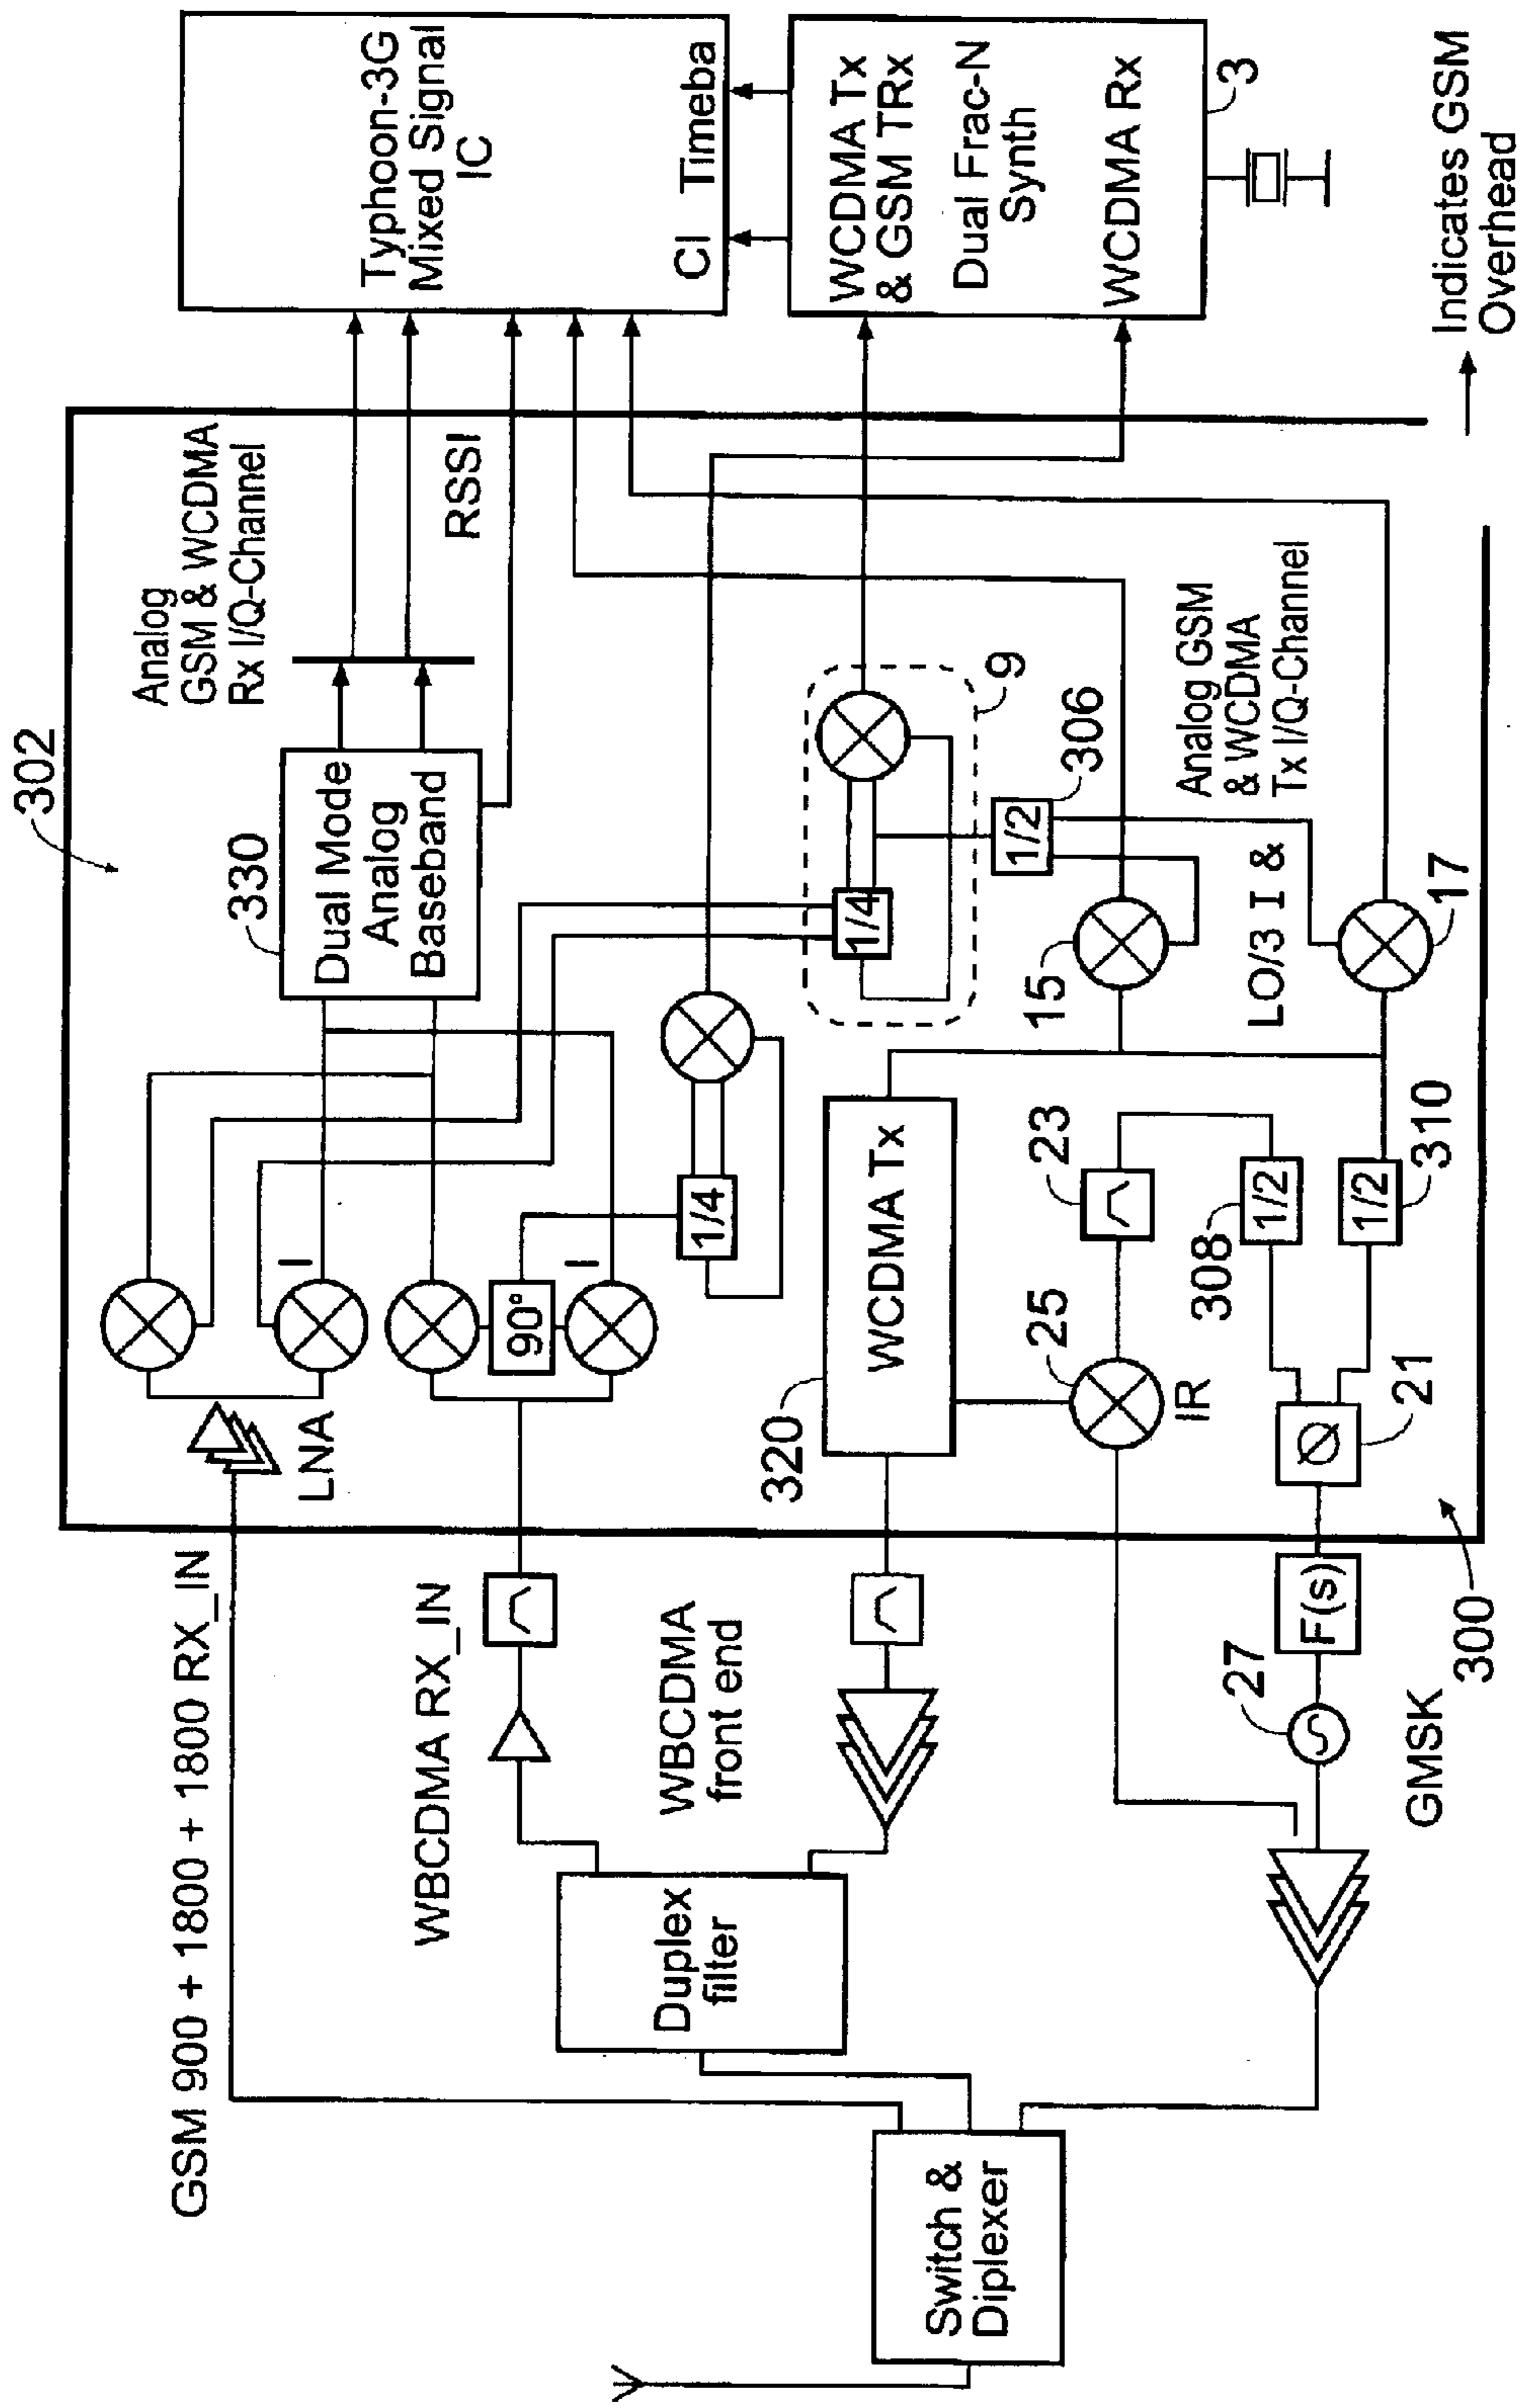 302
300
GSM 900 + 1800 + 1800 RX_IN
LNA
I
I
90°
1/4
330
Dual Mode
Analog
Baseband
Analog
GSM & WCDMA
Rx I/Q-Channel
RSSI
Typhoon-3G
Mixed Signal
IC
CI
Timeba
WBCDMA RX_IN
WBCDMA
front end
Duplex
filter
Switch &
Diplexer
320
WCDMA Tx
1/4
9
1/2
306
WCDMA Tx
& GSM TRx
Dual Frac-N
Synth
WCDMA Rx
3
25
IR
23
15
LO/3 I &
Analog GSM
& WCDMA
Tx I/Q-Channel
308
1/2
1/2
310
17
21
Ø
F(s)
27
GMSK
Indicates GSM
Overhead